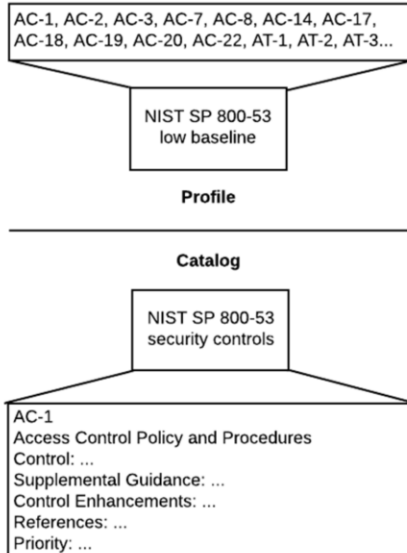 AC-1, AC-2, AC-3, AC-7, AC-8, AC-14, AC-17,
AC-18, AC-19, AC-20, AC-22, AT-1, AT-2, AT-3...
NIST SP 800-53
low baseline
Profile
Catalog
NIST SP 800-53
security controls
AC-1
Access Control Policy and Procedures
Control: ...
Supplemental Guidance: ...
Control Enhancements: ...
References: ...
Priority: ...